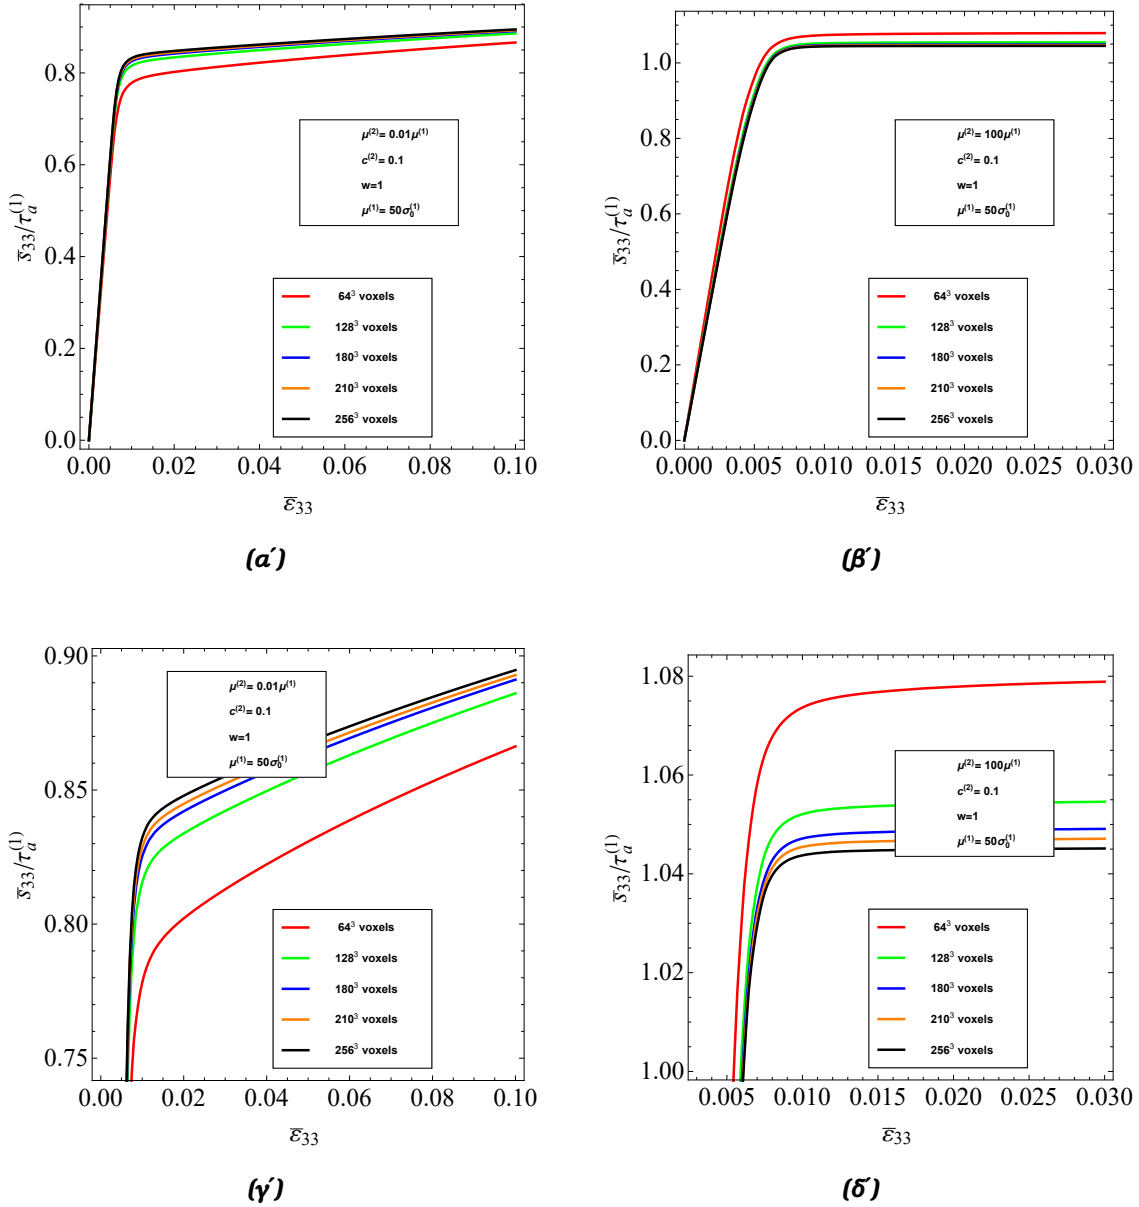 0.8
0.6
0.4
0.2
0.0
s̅₃₃/τₐ⁽¹⁾
μ⁽²⁾= 0.01μ⁽¹⁾
c⁽²⁾= 0.1
w=1
μ⁽¹⁾= 50σ₀⁽¹⁾
64³ voxels
128³ voxels
180³ voxels
210³ voxels
256³ voxels
0.00 0.02 0.04 0.06 0.08 0.10
ε̅₃₃
(α΄)
1.0
0.8
0.6
0.4
0.2
0.0
s̅₃₃/τₐ⁽¹⁾
μ⁽²⁾= 100μ⁽¹⁾
c⁽²⁾= 0.1
w=1
μ⁽¹⁾= 50σ₀⁽¹⁾
64³ voxels
128³ voxels
180³ voxels
210³ voxels
256³ voxels
0.000 0.005 0.010 0.015 0.020 0.025 0.030
ε̅₃₃
(β΄)
0.90
0.85
0.80
0.75
s̅₃₃/τₐ⁽¹⁾
μ⁽²⁾= 0.01μ⁽¹⁾
c⁽²⁾= 0.1
w=1
μ⁽¹⁾= 50σ₀⁽¹⁾
64³ voxels
128³ voxels
180³ voxels
210³ voxels
256³ voxels
0.00 0.02 0.04 0.06 0.08 0.10
ε̅₃₃
(γ΄)
1.08
1.06
1.04
1.02
1.00
s̅₃₃/τₐ⁽¹⁾
μ⁽²⁾= 100μ⁽¹⁾
c⁽²⁾= 0.1
w=1
μ⁽¹⁾= 50σ₀⁽¹⁾
64³ voxels
128³ voxels
180³ voxels
210³ voxels
256³ voxels
0.005 0.010 0.015 0.020 0.025 0.030
ε̅₃₃
(δ΄)